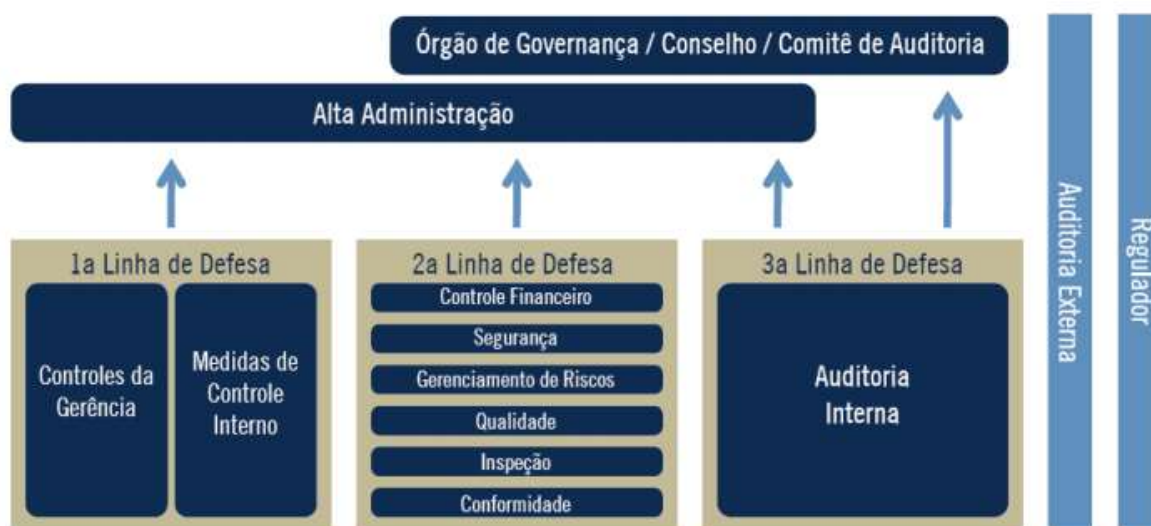 Órgão de Governança / Conselho / Comitê de Auditoria
Alta Administração
1a Linha de Defesa
Controles da
Gerência
Medidas de
Controle
Interno
2a Linha de Defesa
Controle Financeiro
Segurança
Gerenciamento de Riscos
Qualidade
Inspeção
Conformidade
3a Linha de Defesa
Auditoria
Interna
Auditoria Externa
Regulador